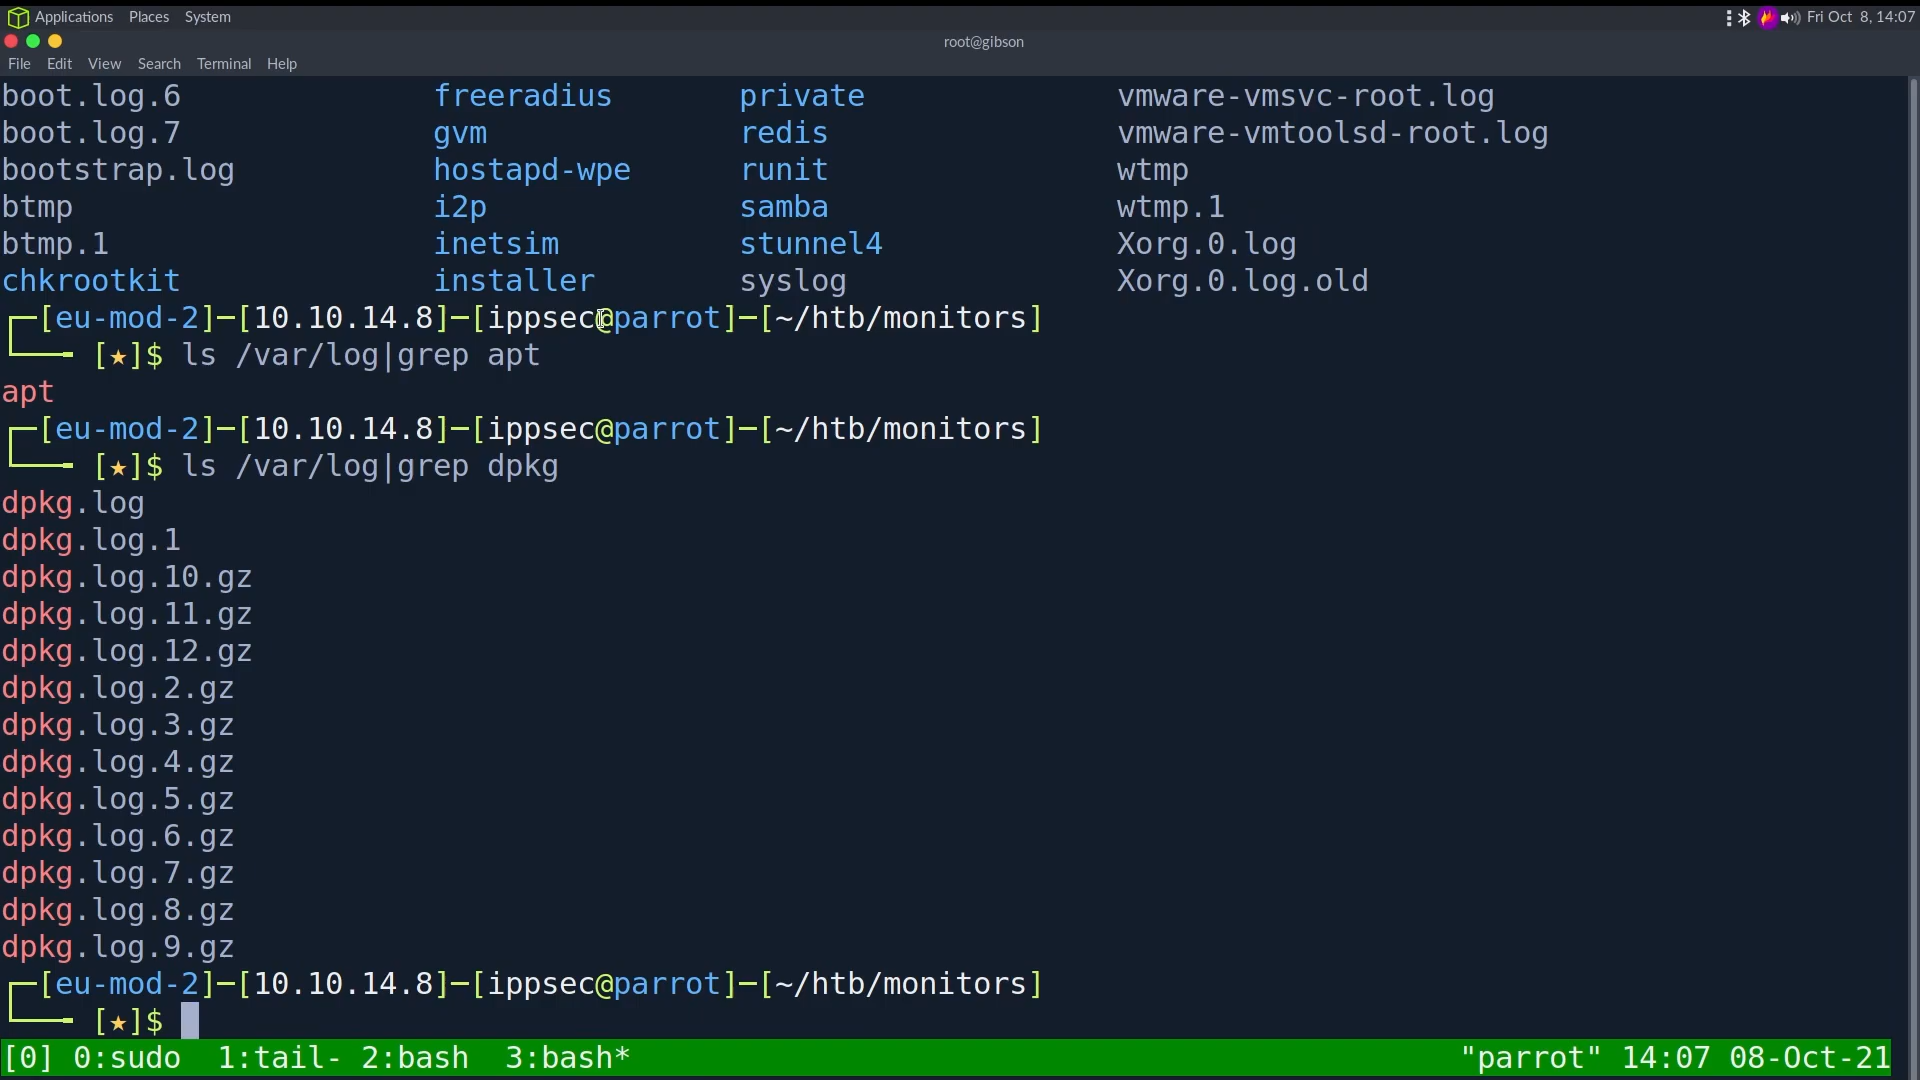 Applications Places System Fri Oct 8, 14:07
root@gibson
File Edit View Search Terminal Help
boot.log.6 freeradius private vmware-vmsvc-root.log
boot.log.7 gvm redis vmware-vmtoolsd-root.log
bootstrap.log hostapd-wpe runit wtmp
btmp i2p samba wtmp.1
btmp.1 inetsim stunnel4 Xorg.0.log
chkrootkit installer syslog Xorg.0.log.old
┌─[eu-mod-2]─[10.10.14.8]─[ippsec@parrot]─[~/htb/monitors]
└──╼ [★]$ ls /var/log|grep apt
apt
┌─[eu-mod-2]─[10.10.14.8]─[ippsec@parrot]─[~/htb/monitors]
└──╼ [★]$ ls /var/log|grep dpkg
dpkg.log
dpkg.log.1
dpkg.log.10.gz
dpkg.log.11.gz
dpkg.log.12.gz
dpkg.log.2.gz
dpkg.log.3.gz
dpkg.log.4.gz
dpkg.log.5.gz
dpkg.log.6.gz
dpkg.log.7.gz
dpkg.log.8.gz
dpkg.log.9.gz
┌─[eu-mod-2]─[10.10.14.8]─[ippsec@parrot]─[~/htb/monitors]
└──╼ [★]$
[0] 0:sudo 1:tail- 2:bash 3:bash* "parrot" 14:07 08-Oct-21